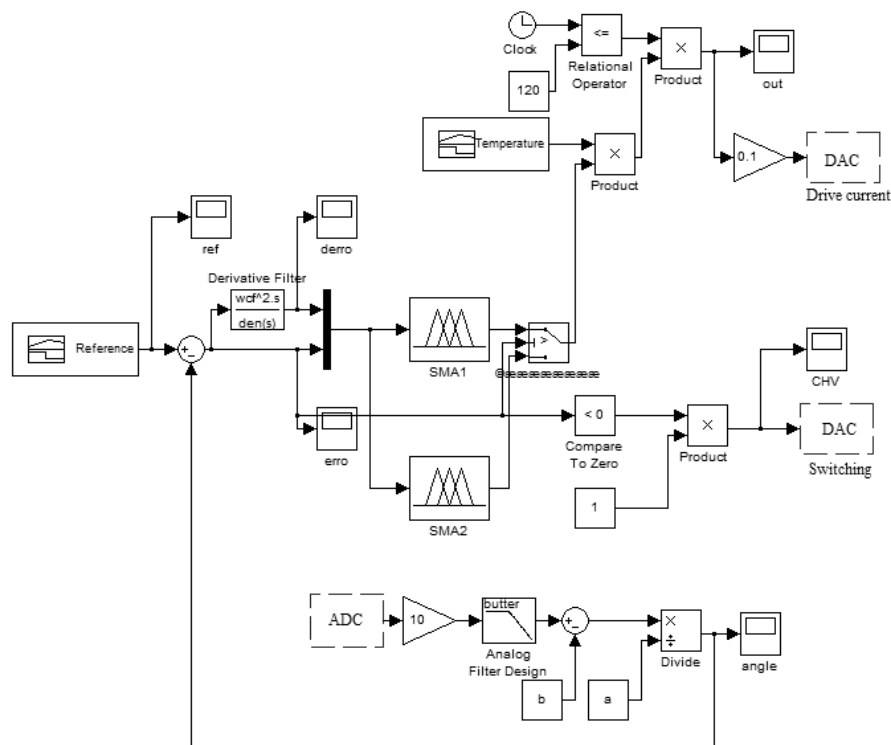 Clock
<=
Relational
Operator
120
×
Product
out
Temperature
×
Product
0.1
DAC
Drive current
ref
derro
Derivative Filter
wcf^2.s
den(s)
Reference
+
-
SMA1
>
CHV
erro
< 0
Compare
To Zero
×
Product
DAC
Switching
SMA2
1
ADC
10
butter
Analog
Filter Design
+
-
×
÷
Divide
angle
b
a